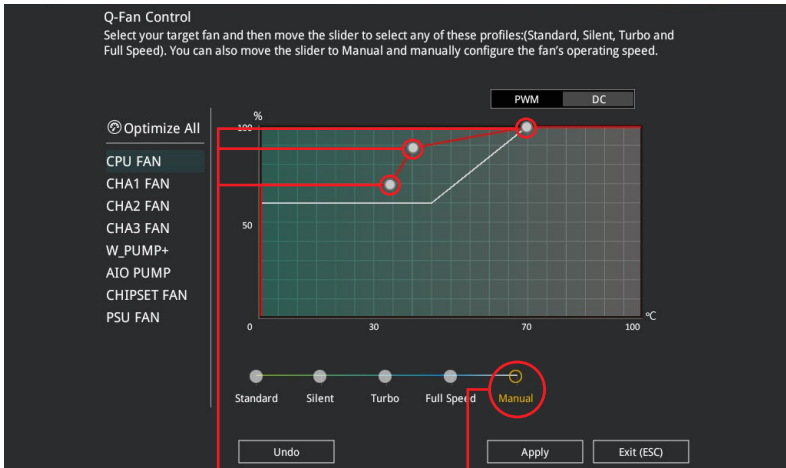 Q-Fan Control
Select your target fan and then move the slider to select any of these profiles:(Standard, Silent, Turbo and
Full Speed). You can also move the slider to Manual and manually configure the fan's operating speed.
PWM DC
%
Optimize All
100
CPU FAN
CHA1 FAN
CHA2 FAN
50
CHA3 FAN
W_PUMP+
AIO PUMP
CHIPSET FAN
PSU FAN
°C
0 30 70 100
Standard Silent Turbo Full Speed Manual
Undo Apply Exit (ESC)